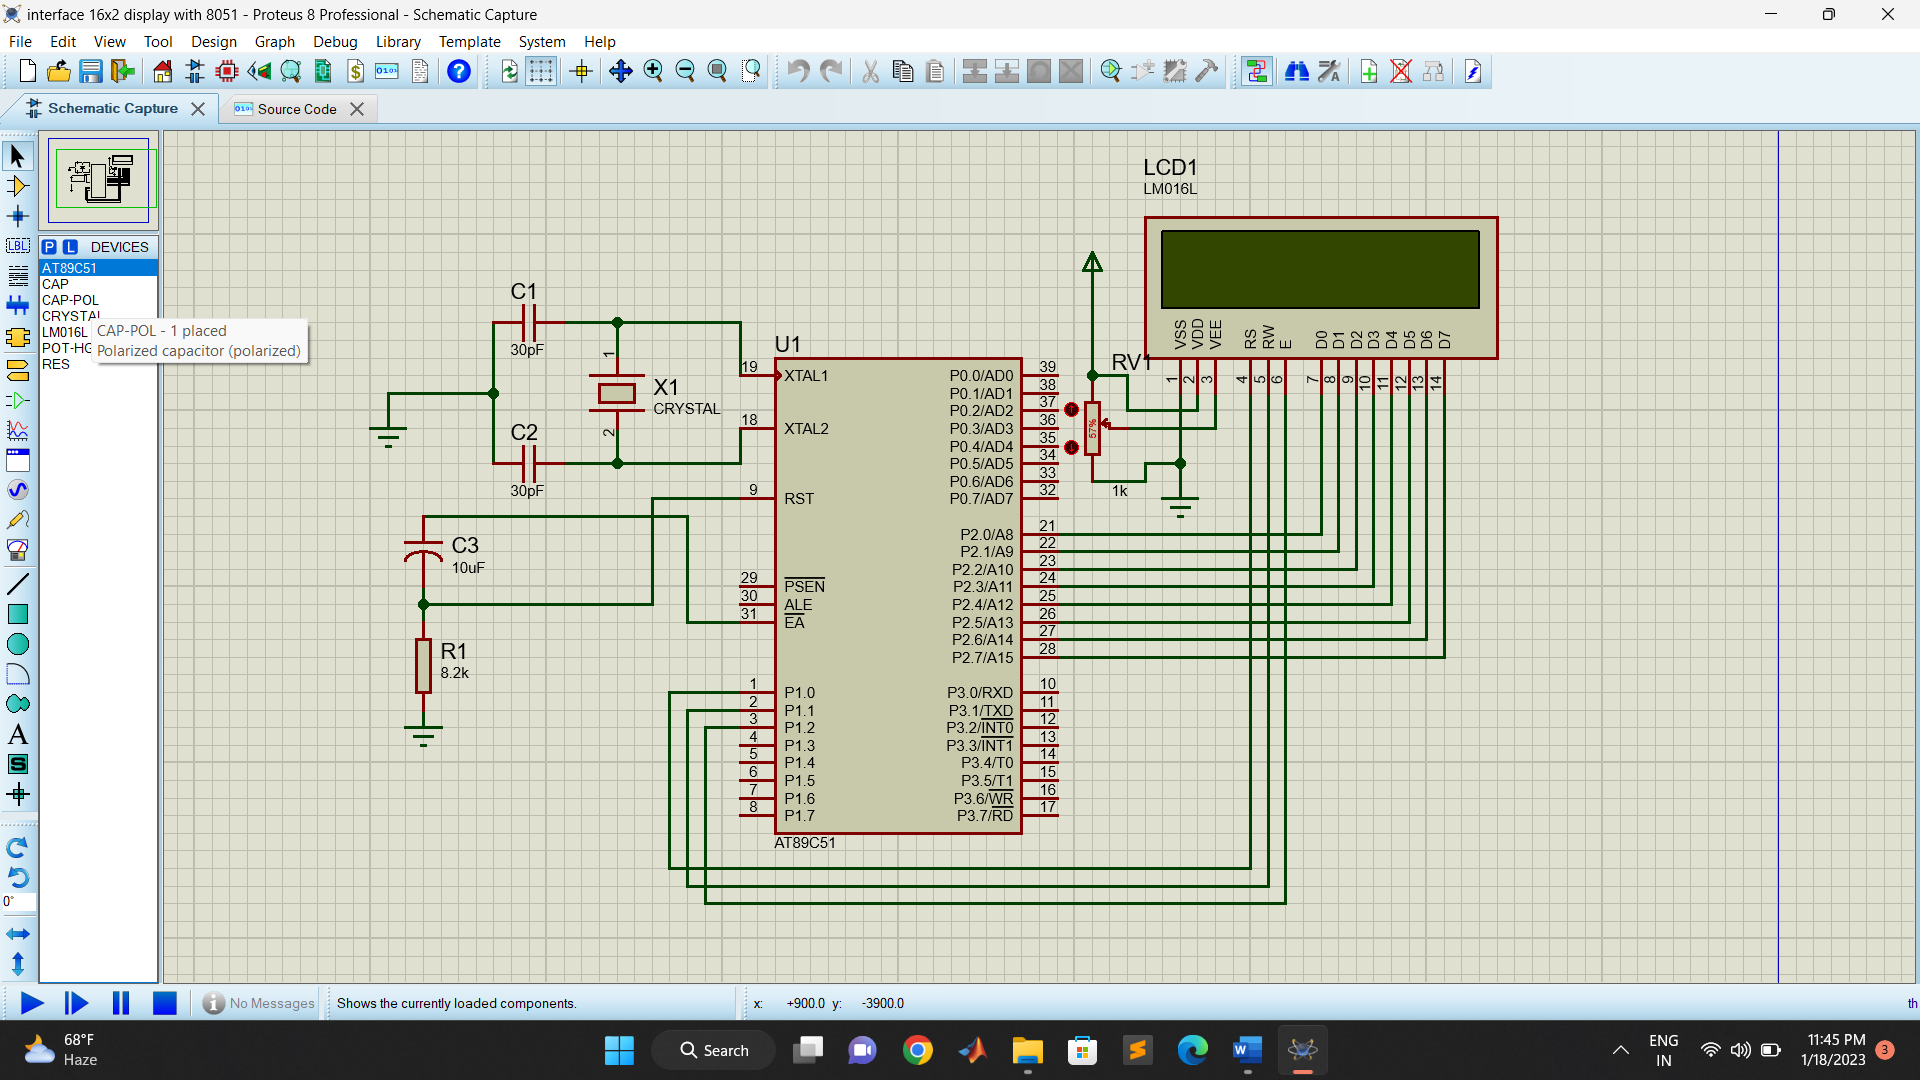 interface 16x2 display with 8051 - Proteus 8 Professional - Schematic Capture
File Edit View Tool Design Graph Debug Library Template System Help
Schematic Capture
Source Code
P L DEVICES
AT89C51
CAP
CAP-POL
CRYSTAL
LM016L
POT-HG
RES
CAP-POL - 1 placed
Polarized capacitor (polarized)
LBL
A
S
0°
LCD1
LM016L
VSS VDD VEE RS RW E D0 D1 D2 D3 D4 D5 D6 D7
1 2 3 4 5 6 7 8 9 10 11 12 13 14
RV1
57%
1k
C1
30pF
C2
30pF
1
2
X1
CRYSTAL
C3
10uF
R1
8.2k
U1
19 XTAL1
18 XTAL2
9 RST
29 PSEN
30 ALE
31 EA
1 P1.0
2 P1.1
3 P1.2
4 P1.3
5 P1.4
6 P1.5
7 P1.6
8 P1.7
P0.0/AD0 39
P0.1/AD1 38
P0.2/AD2 37
P0.3/AD3 36
P0.4/AD4 35
P0.5/AD5 34
P0.6/AD6 33
P0.7/AD7 32
P2.0/A8 21
P2.1/A9 22
P2.2/A10 23
P2.3/A11 24
P2.4/A12 25
P2.5/A13 26
P2.6/A14 27
P2.7/A15 28
P3.0/RXD 10
P3.1/TXD 11
P3.2/INT0 12
P3.3/INT1 13
P3.4/T0 14
P3.5/T1 15
P3.6/WR 16
P3.7/RD 17
AT89C51
No Messages
Shows the currently loaded components.
x: +900.0 y: -3900.0
th
68°F
Haze
Search
ENG
IN
11:45 PM
1/18/2023
3